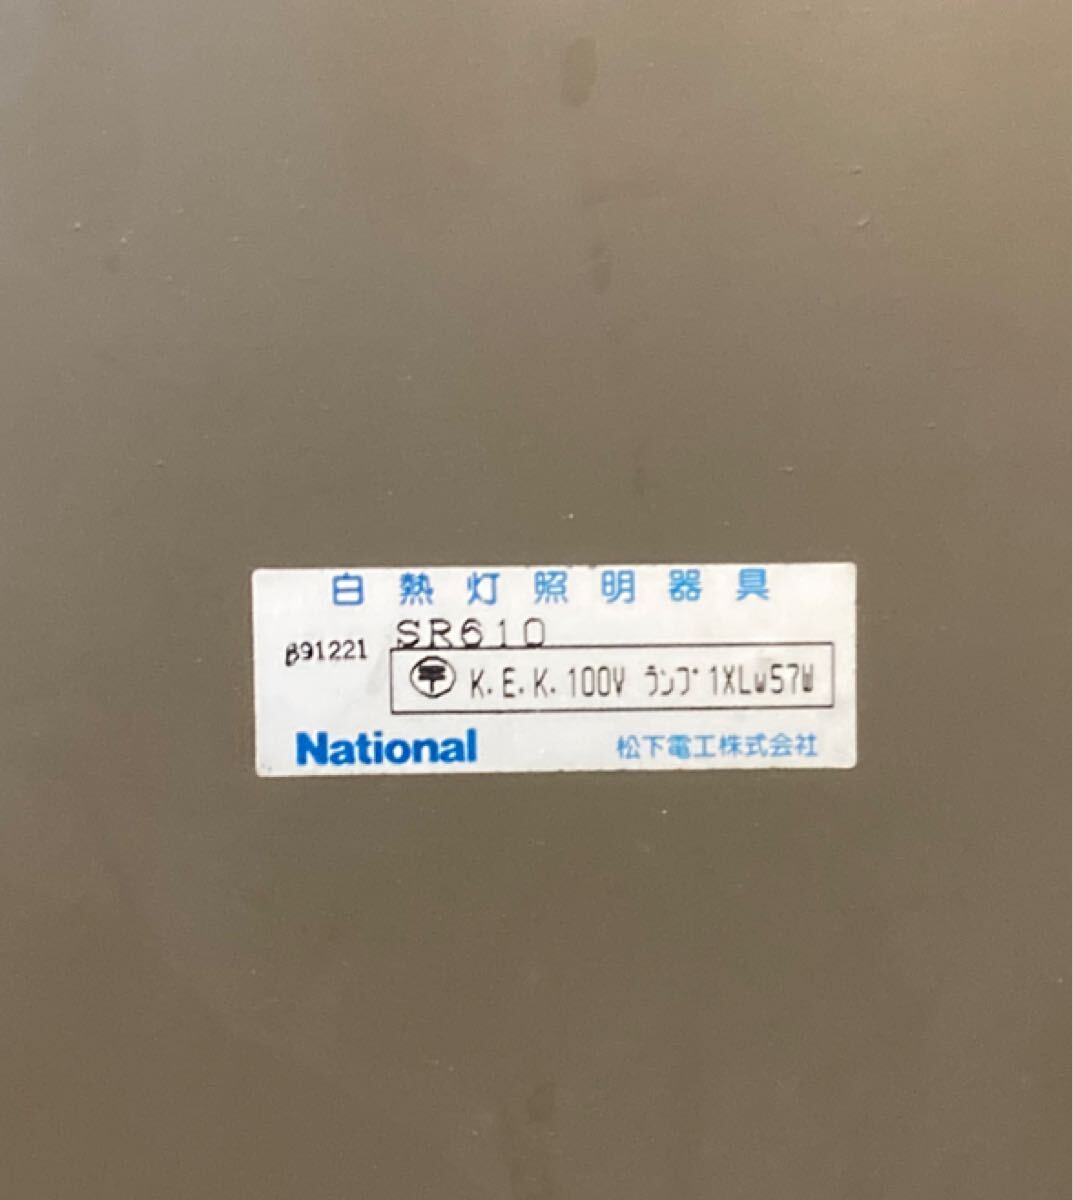 白熱灯照明器具
891221 SR610
〒 K.E.K. 100V ランプ 1XLW57W
National 松下電工株式会社